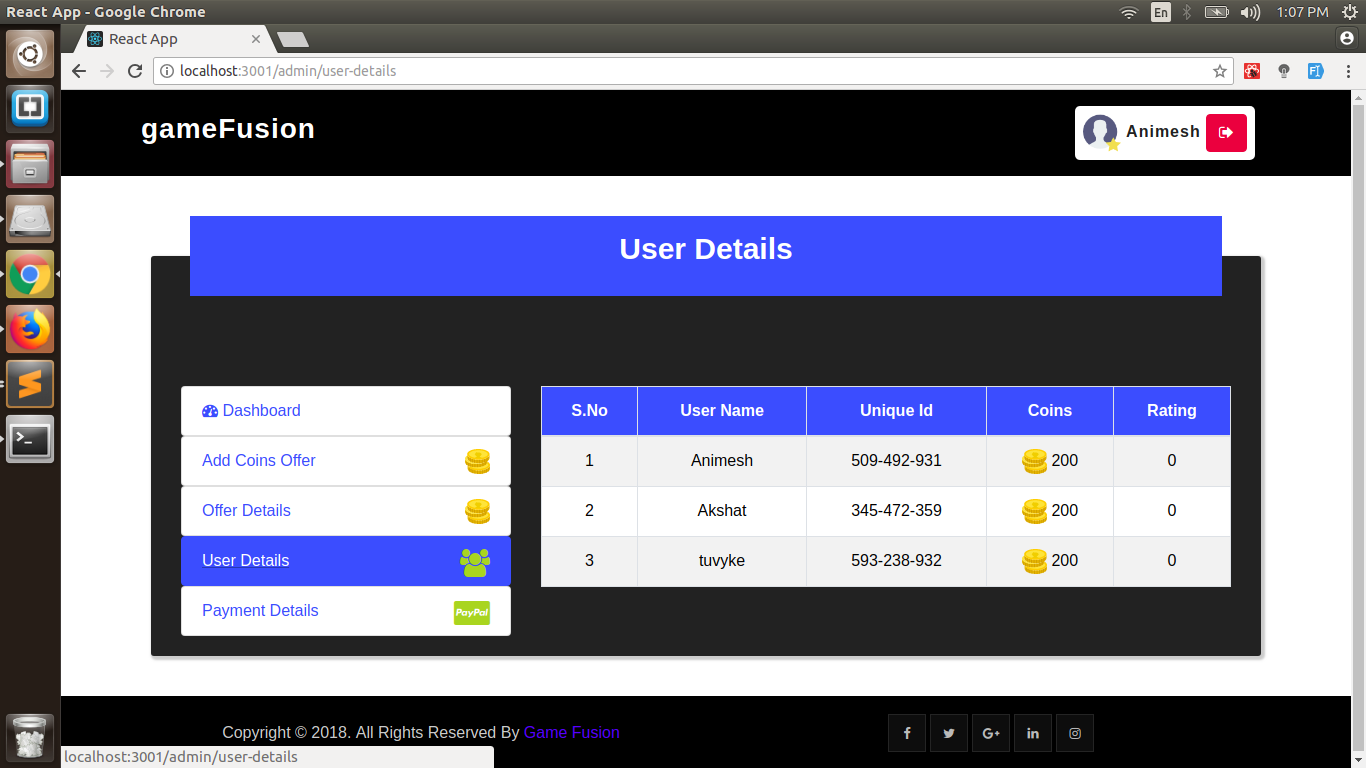 React App - Google Chrome
En
1:07 PM
React App
localhost:3001/admin/user-details
gameFusion
Animesh
User Details
Dashboard
Add Coins Offer
Offer Details
User Details
Payment Details
PayPal
S.No User Name Unique Id Coins Rating
1 Animesh 509-492-931 200 0
2 Akshat 345-472-359 200 0
3 tuvyke 593-238-932 200 0
Copyright © 2018. All Rights Reserved By Game Fusion
localhost:3001/admin/user-details